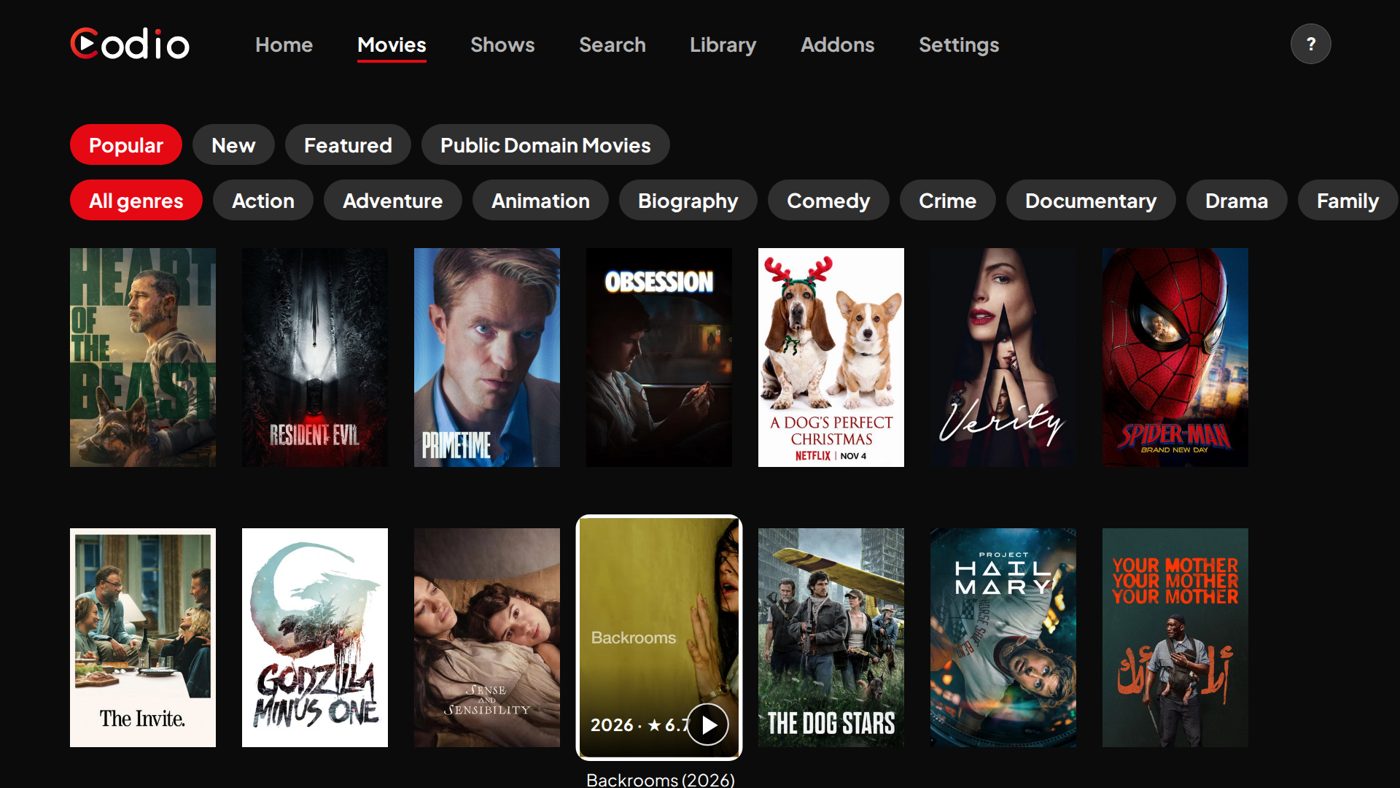 Codio
Home
Movies
Shows
Search
Library
Addons
Settings
?
Popular
New
Featured
Public Domain Movies
All genres
Action
Adventure
Animation
Biography
Comedy
Crime
Documentary
Drama
Family
HEART
OF
THE
BEAST
RESIDENT EVIL
PRIMETIME
OBSESSION
A DOG'S PERFECT
CHRISTMAS
NETFLIX | NOV 4
Verity
SPIDER-MAN
BRAND NEW DAY
The Invite.
GODZILLA
MINUS ONE
SENSE
AND
SENSIBILITY
Backrooms
2026 · ★ 6.7
Backrooms (2026)
THE DOG STARS
PROJECT
HAIL
MARY
YOUR MOTHER
YOUR MOTHER
YOUR MOTHER